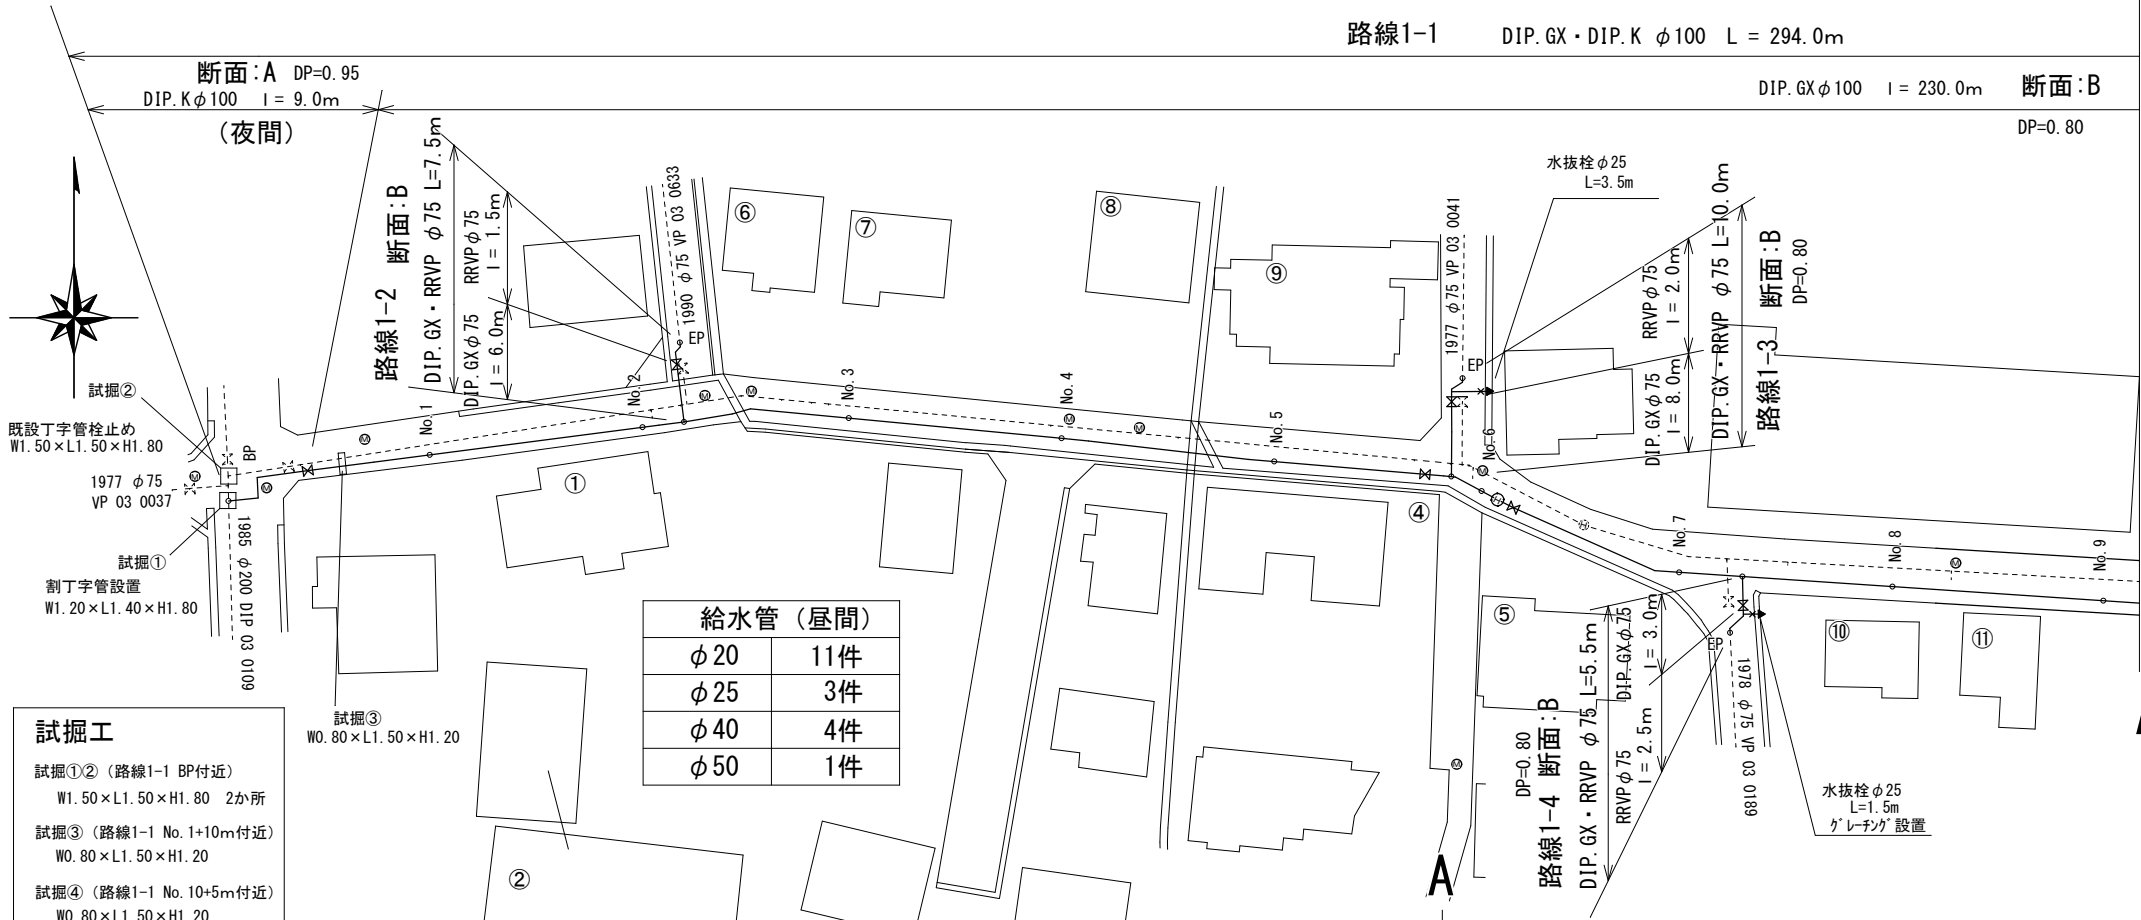 路線1-1 DIP.GX・DIP.K φ100 L = 294.0m
断面:A DP=0.95
DIP.Kφ100 l = 9.0m
(夜間)
DIP.GXφ100 l = 230.0m 断面:B
DP=0.80
路線1-2 断面:B
DIP.GX・RRVP φ75 L=7.5m
RRVPφ75
l = 1.5m
DIP.GXφ75
l = 6.0m
1990 φ75 VP 03 0633
EP
⑥
⑦
⑧
⑨
1977 φ75 VP 03 0041
EP
水抜栓φ25
L=3.5m
RRVPφ75
l = 2.0m
DIP.GXφ75
l = 8.0m
DIP.GX・RRVP φ75 L=10.0m
路線1-3 断面:B
DP=0.80
試掘②
既設丁字管栓止め
W1.50×L1.50×H1.80
1977 φ75
VP 03 0037
BP
試掘①
割丁字管設置
W1.20×L1.40×H1.80
1985 φ200 DIP 03 0109
No.1
No.2
No.3
No.4
No.5
No.6
No.7
No.8
No.9
M
H
①
②
④
⑤
⑩
⑪
試掘③
W0.80×L1.50×H1.20
給水管(昼間)
φ20 11件
φ25 3件
φ40 4件
φ50 1件
試掘工
試掘①②(路線1-1 BP付近)
W1.50×L1.50×H1.80 2か所
試掘③(路線1-1 No.1+10m付近)
W0.80×L1.50×H1.20
試掘④(路線1-1 No.10+5m付近)
W0.80×L1.50×H1.20
A
DP=0.80
路線1-4 断面:B
DIP.GX・RRVP φ75 L=5.5m
DIP.GXφ75
l = 3.0m
RRVPφ75
l = 2.5m
EP
1978 φ75 VP 03 0189
水抜栓φ25
L=1.5m
グレーチング設置